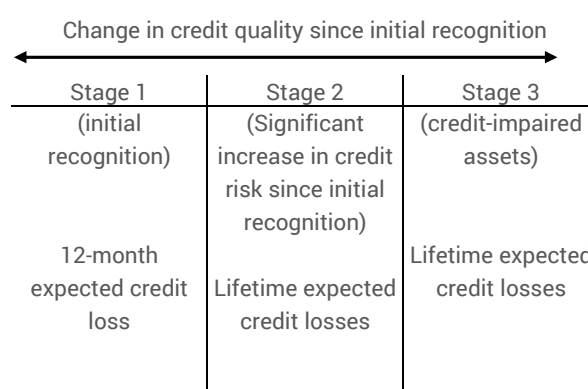 Change in credit quality since initial recognition
Stage 1
(initial
recognition)
12-month
expected credit
loss
Stage 2
(Significant
increase in credit
risk since initial
recognition)
Lifetime expected
credit losses
Stage 3
(credit-impaired
assets)
Lifetime expected
credit losses